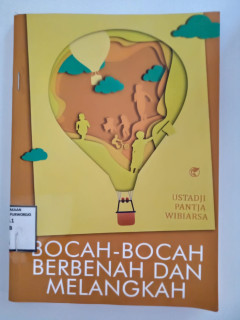 USTADJI
PANTJA
WIBIARSA
BOCAH-BOCAH
BERBENAH DAN
MELANGKAH